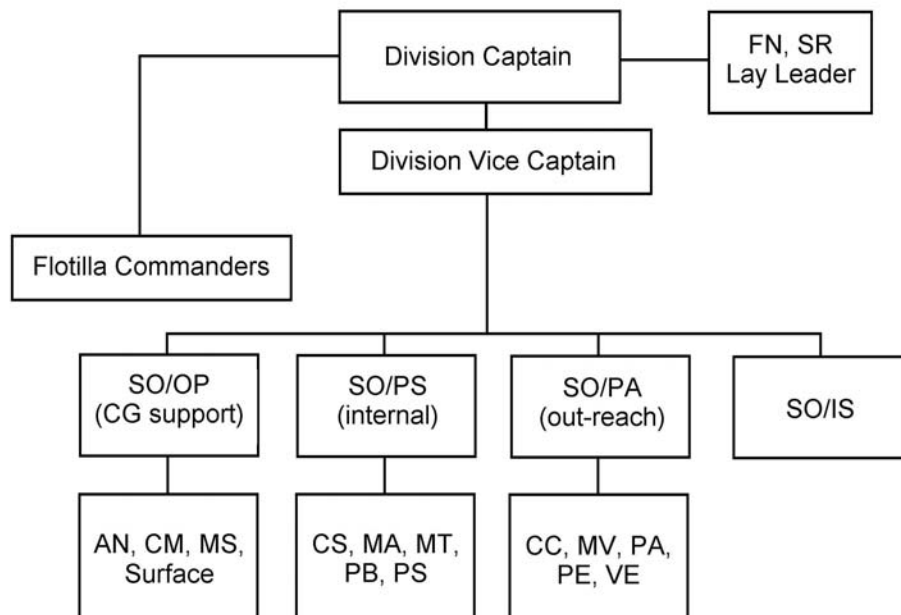 Division Captain
FN, SR
Lay Leader
Division Vice Captain
Flotilla Commanders
SO/OP
(CG support)
SO/PS
(internal)
SO/PA
(out-reach)
SO/IS
AN, CM, MS,
Surface
CS, MA, MT,
PB, PS
CC, MV, PA,
PE, VE